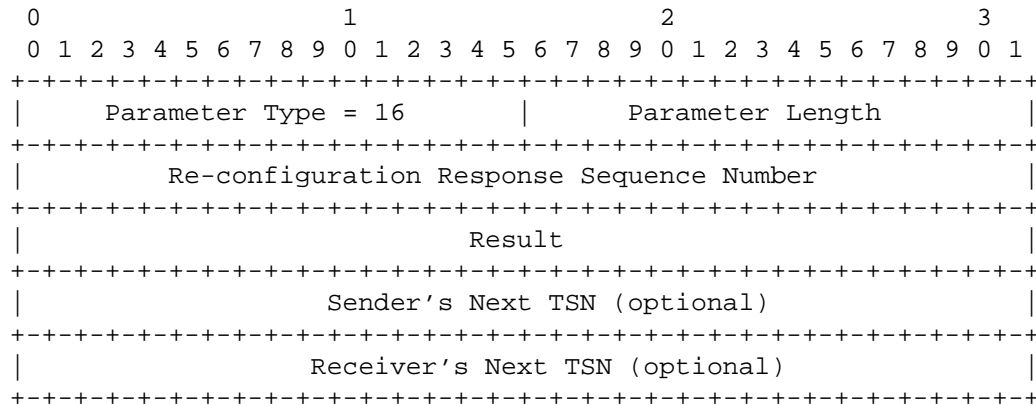 0                   1                   2                   3
 0 1 2 3 4 5 6 7 8 9 0 1 2 3 4 5 6 7 8 9 0 1 2 3 4 5 6 7 8 9 0 1
+-+-+-+-+-+-+-+-+-+-+-+-+-+-+-+-+-+-+-+-+-+-+-+-+-+-+-+-+-+-+-+-+
|     Parameter Type = 16       |      Parameter Length         |
+-+-+-+-+-+-+-+-+-+-+-+-+-+-+-+-+-+-+-+-+-+-+-+-+-+-+-+-+-+-+-+-+
|         Re-configuration Response Sequence Number             |
+-+-+-+-+-+-+-+-+-+-+-+-+-+-+-+-+-+-+-+-+-+-+-+-+-+-+-+-+-+-+-+-+
|                            Result                             |
+-+-+-+-+-+-+-+-+-+-+-+-+-+-+-+-+-+-+-+-+-+-+-+-+-+-+-+-+-+-+-+-+
|                   Sender's Next TSN (optional)                |
+-+-+-+-+-+-+-+-+-+-+-+-+-+-+-+-+-+-+-+-+-+-+-+-+-+-+-+-+-+-+-+-+
|                  Receiver's Next TSN (optional)               |
+-+-+-+-+-+-+-+-+-+-+-+-+-+-+-+-+-+-+-+-+-+-+-+-+-+-+-+-+-+-+-+-+